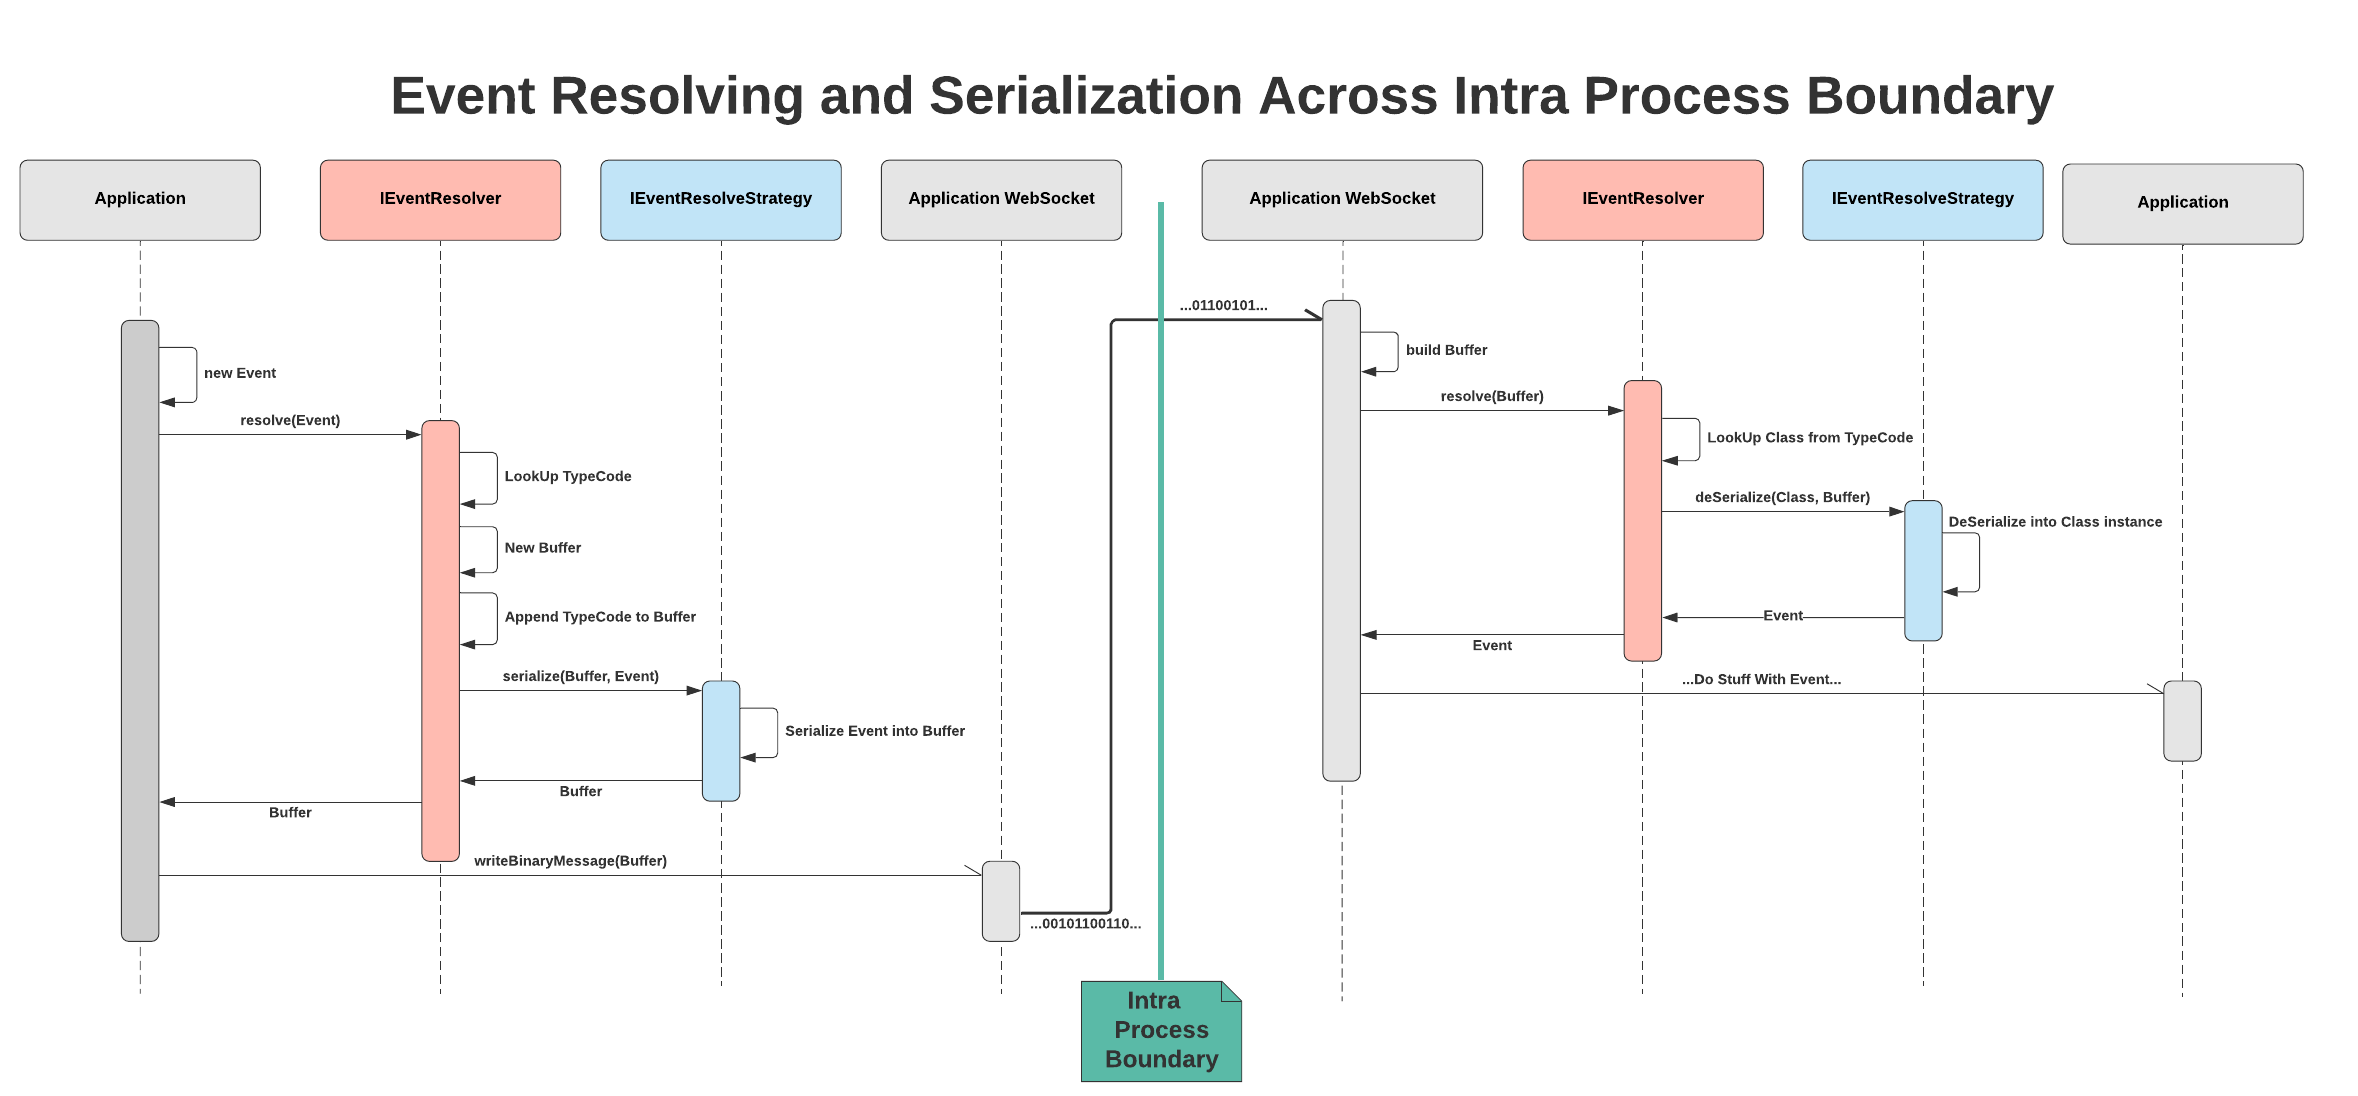 Event Resolving and Serialization Across Intra Process Boundary
Application
IEventResolver
IEventResolveStrategy
Application WebSocket
Application WebSocket
IEventResolver
IEventResolveStrategy
Application
new Event
resolve(Event)
LookUp TypeCode
New Buffer
Append TypeCode to Buffer
serialize(Buffer, Event)
Serialize Event into Buffer
Buffer
Buffer
writeBinaryMessage(Buffer)
...00101100110...
...01100101...
build Buffer
resolve(Buffer)
LookUp Class from TypeCode
deSerialize(Class, Buffer)
DeSerialize into Class instance
Event
Event
...Do Stuff With Event...
Intra
Process
Boundary